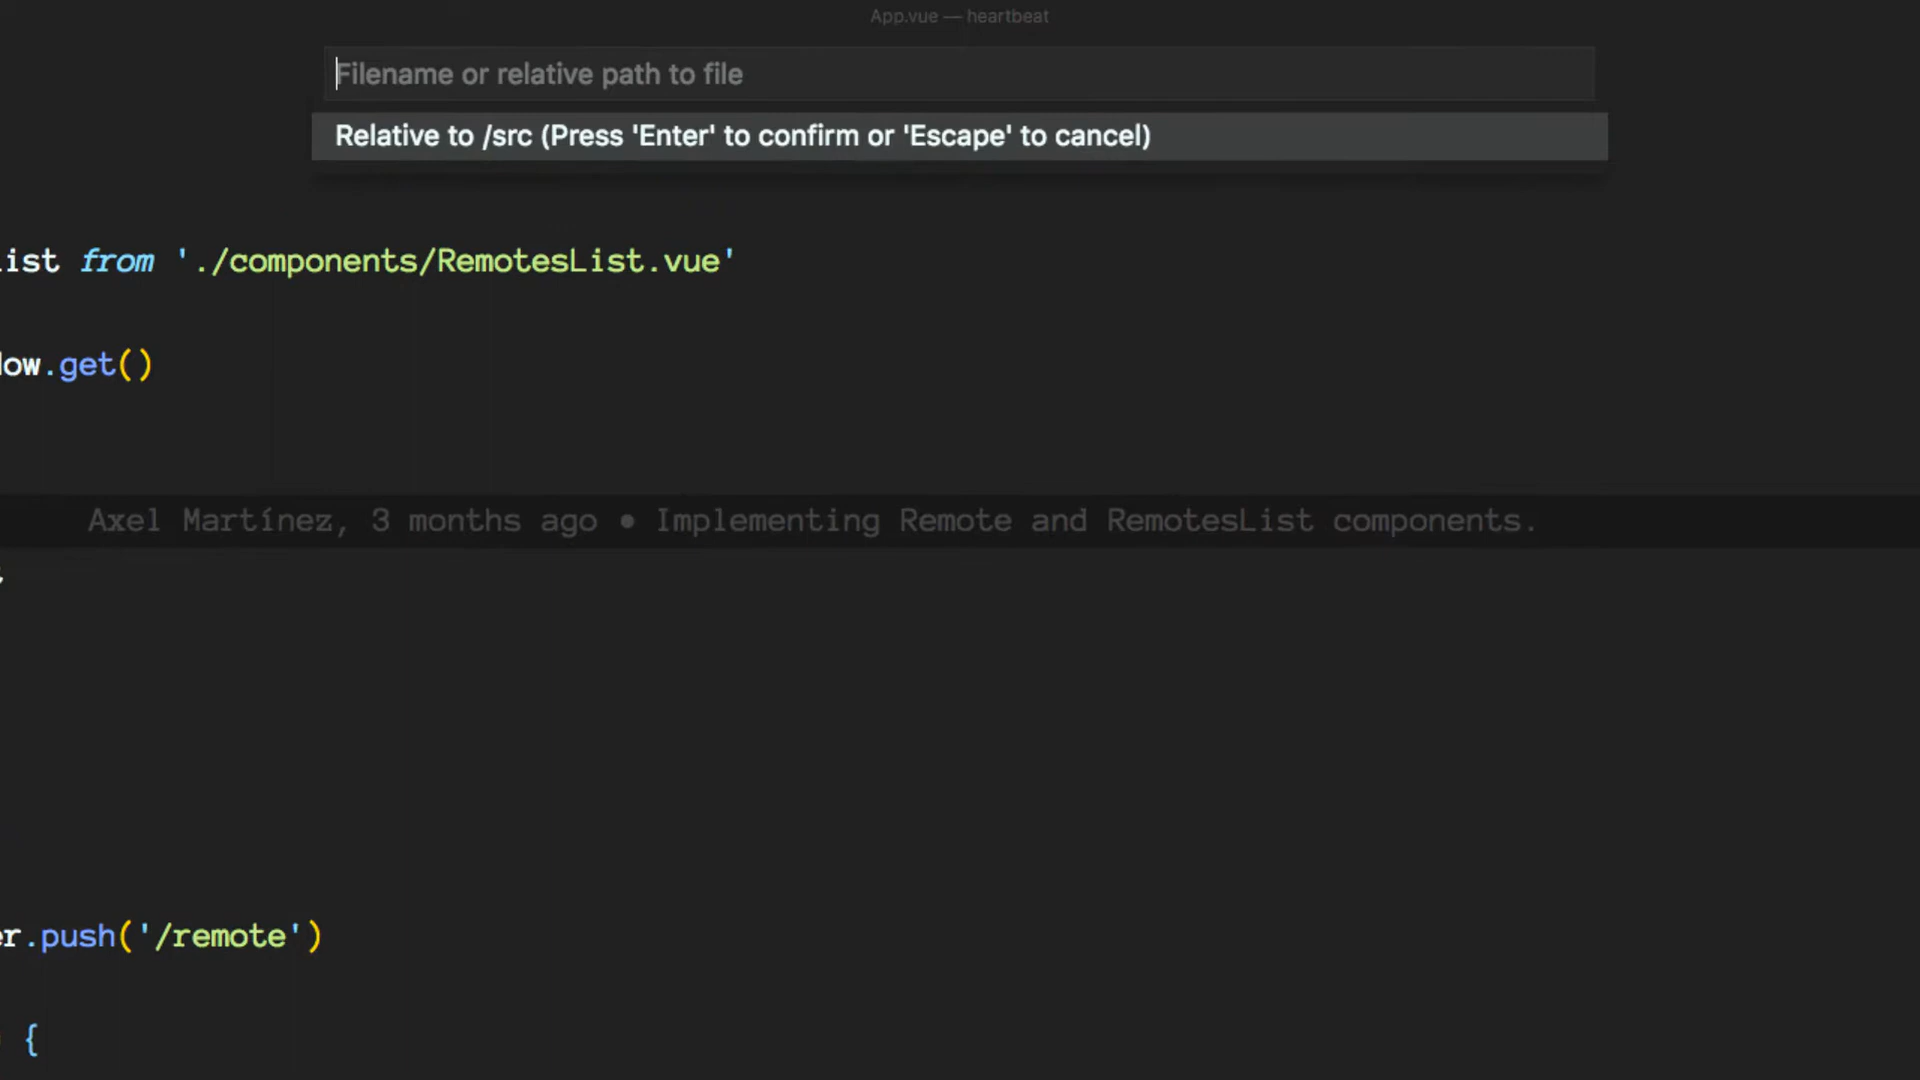 App.vue — heartbeat
Filename or relative path to file
Relative to /src (Press 'Enter' to confirm or 'Escape' to cancel)
ist from './components/RemotesList.vue'
ow.get()
Axel Martínez, 3 months ago • Implementing Remote and RemotesList components.
er.push('/remote')
{